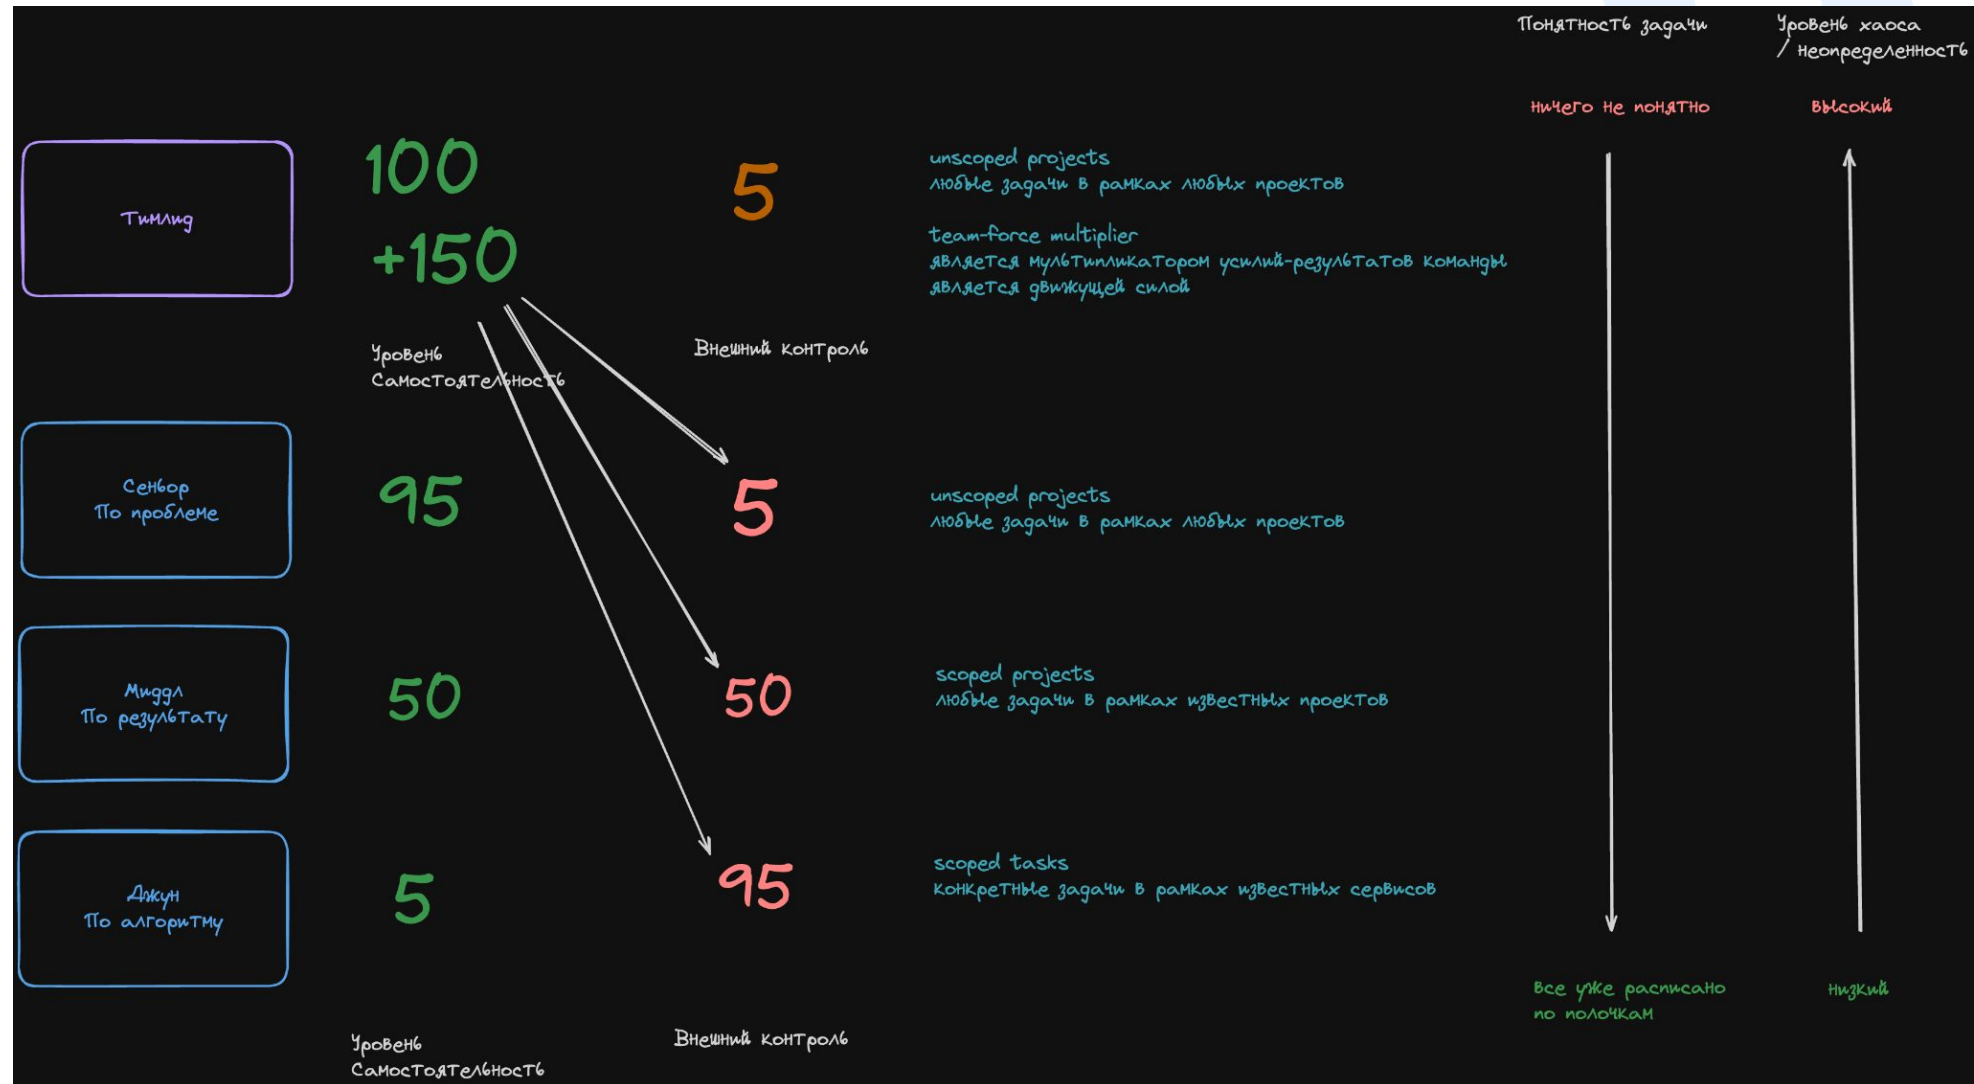 Понятность задачи
Уровень хаоса
/ неопределенность
ничего не понятно
высокий
Тимлид
100
+150
5
unscoped projects
любые задачи в рамках любых проектов
team-force multiplier
является мультипликатором усилий-результатов команды
является движущей силой
Уровень
Самостоятельность
Внешний контроль
Сеньор
По проблеме
95
5
unscoped projects
любые задачи в рамках любых проектов
Миддл
По результату
50
50
scoped projects
любые задачи в рамках известных проектов
Джун
По алгоритму
5
95
scoped tasks
конкретные задачи в рамках известных сервисов
все уже расписано
по полочкам
низкий
Уровень
Самостоятельность
Внешний контроль